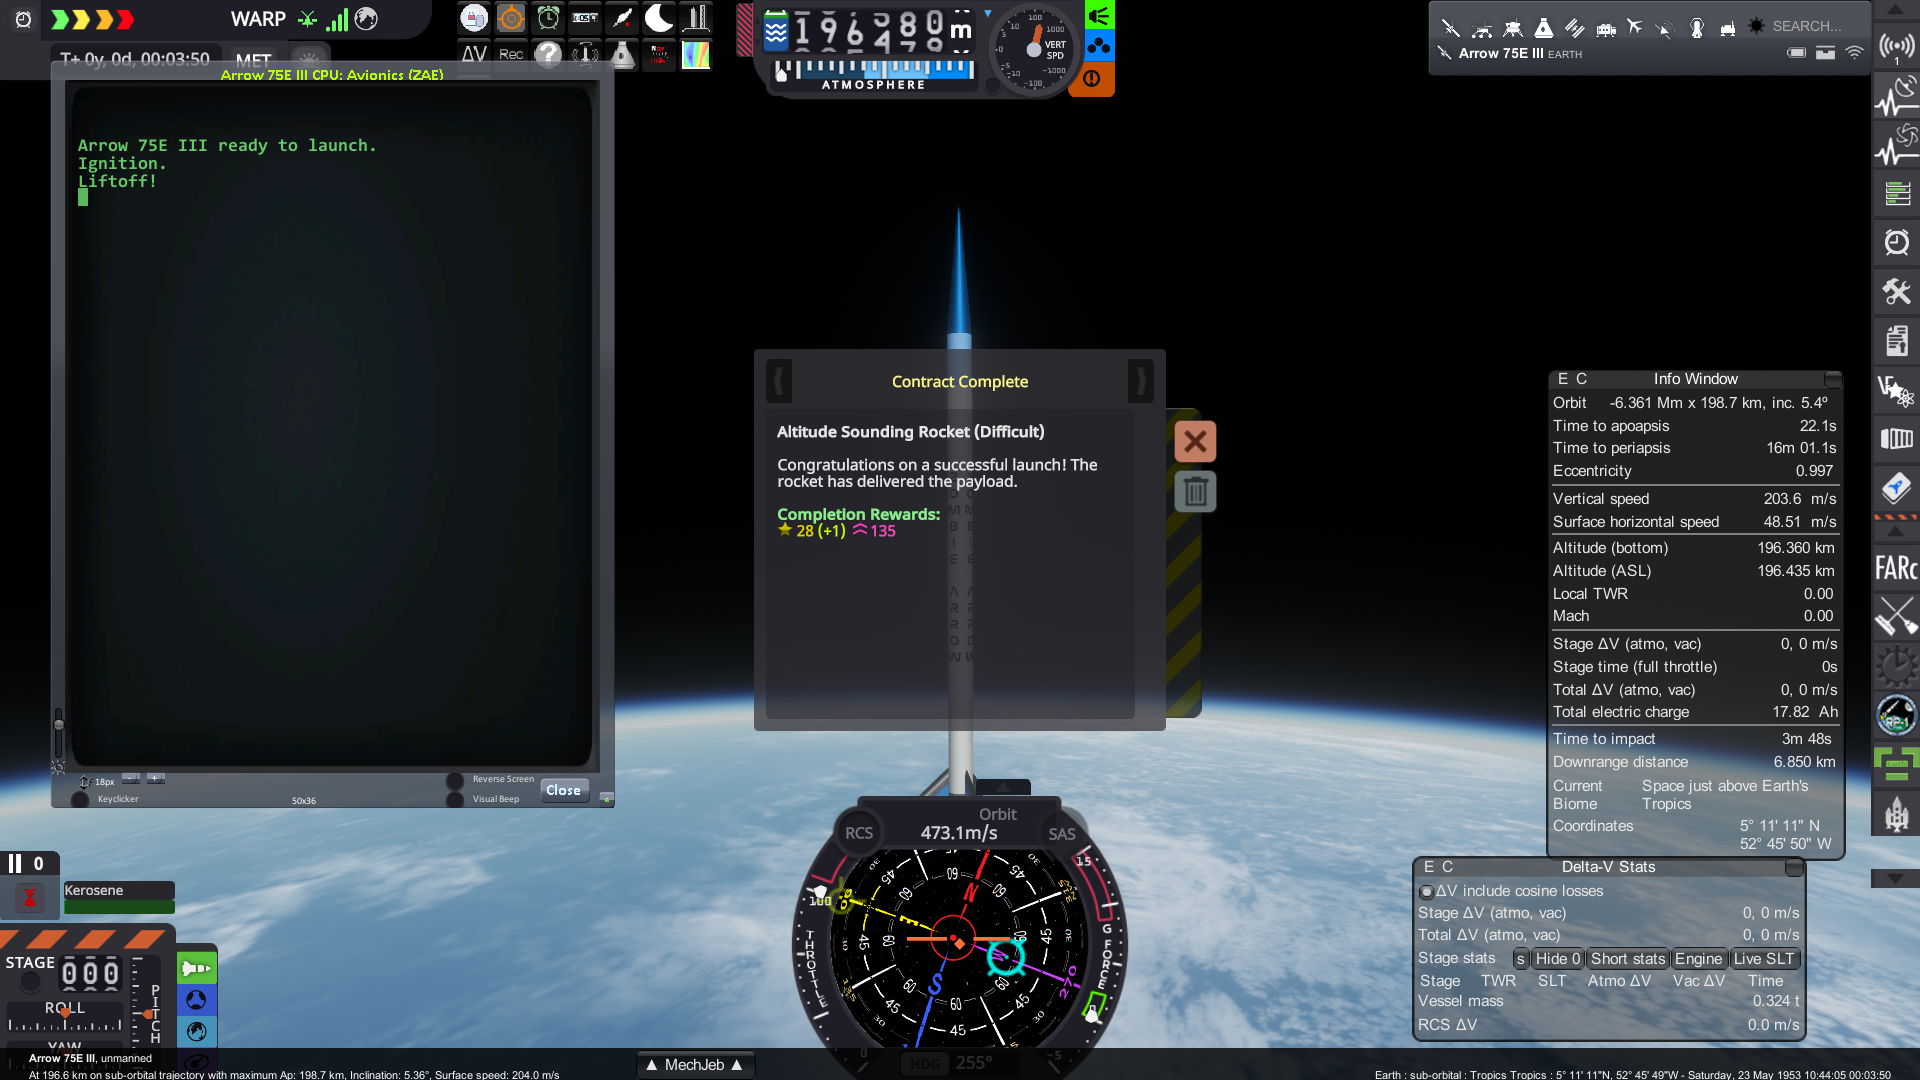 WARP
T+ 0y, 0d, 00:03:50 MET
Arrow 75E III CPU: Avionics (ZAE)
Arrow 75E III ready to launch.
Ignition.
Liftoff!
18px
Keyclicker
50x36
Reverse Screen
Visual Beep
Close
ΔV Rec
m
ATMOSPHERE
VERT SPD
Arrow 75E III EARTH
SEARCH...
1
FARc
RP-1
Contract Complete
Altitude Sounding Rocket (Difficult)
Congratulations on a successful launch! The
rocket has delivered the payload.
Completion Rewards:
28 (+1) 135
E C Info Window
Orbit -6.361 Mm x 198.7 km, inc. 5.4º
Time to apoapsis 22.1s
Time to periapsis 16m 01.1s
Eccentricity 0.997
Vertical speed 203.6 m/s
Surface horizontal speed 48.51 m/s
Altitude (bottom) 196.360 km
Altitude (ASL) 196.435 km
Local TWR 0.00
Mach 0.00
Stage ΔV (atmo, vac) 0, 0 m/s
Stage time (full throttle) 0s
Total ΔV (atmo, vac) 0, 0 m/s
Total electric charge 17.82 Ah
Time to impact 3m 48s
Downrange distance 6.850 km
Current Biome Space just above Earth's Tropics
Coordinates 5° 11' 11" N
52° 45' 50" W
E C Delta-V Stats
ΔV include cosine losses
Stage ΔV (atmo, vac) 0, 0 m/s
Total ΔV (atmo, vac) 0, 0 m/s
Stage stats s Hide 0 Short stats Engine Live SLT
Stage TWR SLT Atmo ΔV Vac ΔV Time
Vessel mass 0.324 t
RCS ΔV 0.0 m/s
Orbit
RCS 473.1m/s SAS
THROTTLE
100
G FORCE
15
-5
0
HDG 255°
0
Kerosene
STAGE 000
ROLL
PITCH
YAW
Arrow 75E III, unmanned
At 196.6 km on sub-orbital trajectory with maximum Ap: 198.7 km, Inclination: 5.36°, Surface speed: 204.0 m/s
▲ MechJeb ▲
Earth : sub-orbital : Tropics Tropics : 5° 11' 11"N, 52° 45' 49"W - Saturday, 23 May 1953 10:44:05 00:03:50